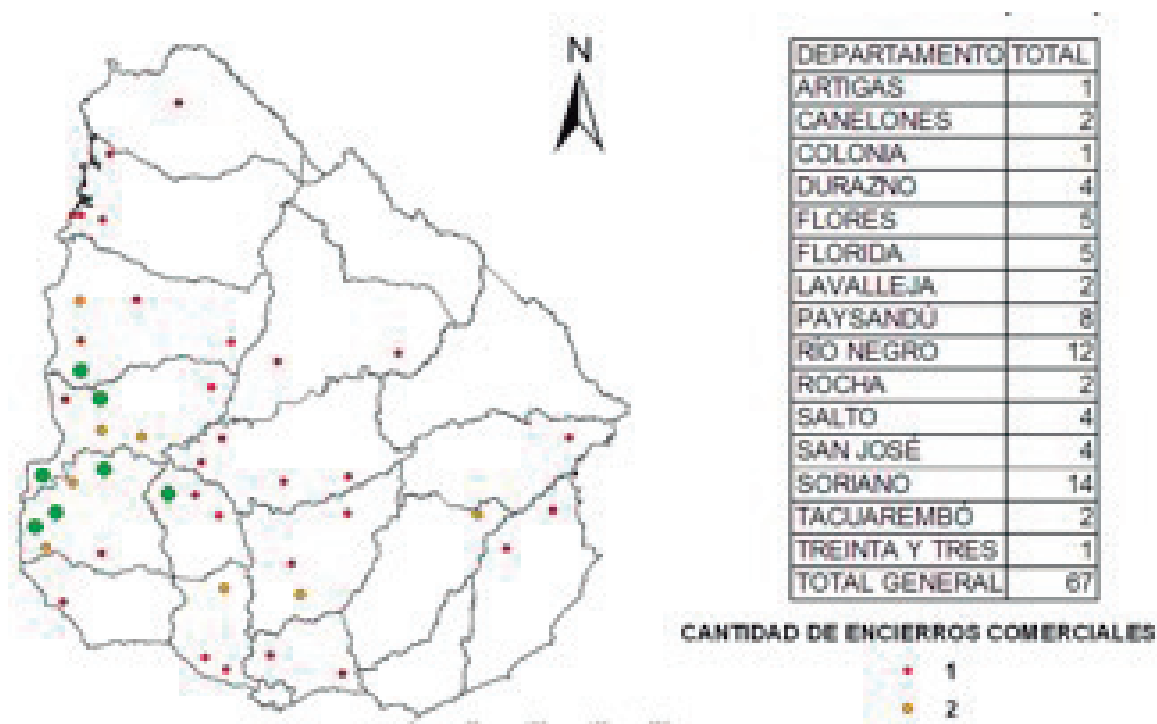 N
DEPARTAMENTO TOTAL
ARTIGAS 1
CANELONES 2
COLONIA 1
DURAZNO 4
FLORES 5
FLORIDA 5
LAVALLEJA 2
PAYSANDÚ 8
RÍO NEGRO 12
ROCHA 2
SALTO 4
SAN JOSÉ 4
SORIANO 14
TACUAREMBÓ 2
TREINTA Y TRES 1
TOTAL GENERAL 67
CANTIDAD DE ENCIERROS COMERCIALES
1
2